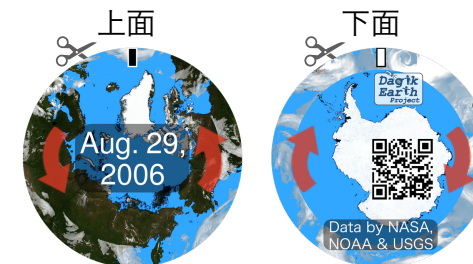 上面
下面
Aug. 29,
2006
Dagik
Earth
Project
Data by NASA,
NOAA & USGS